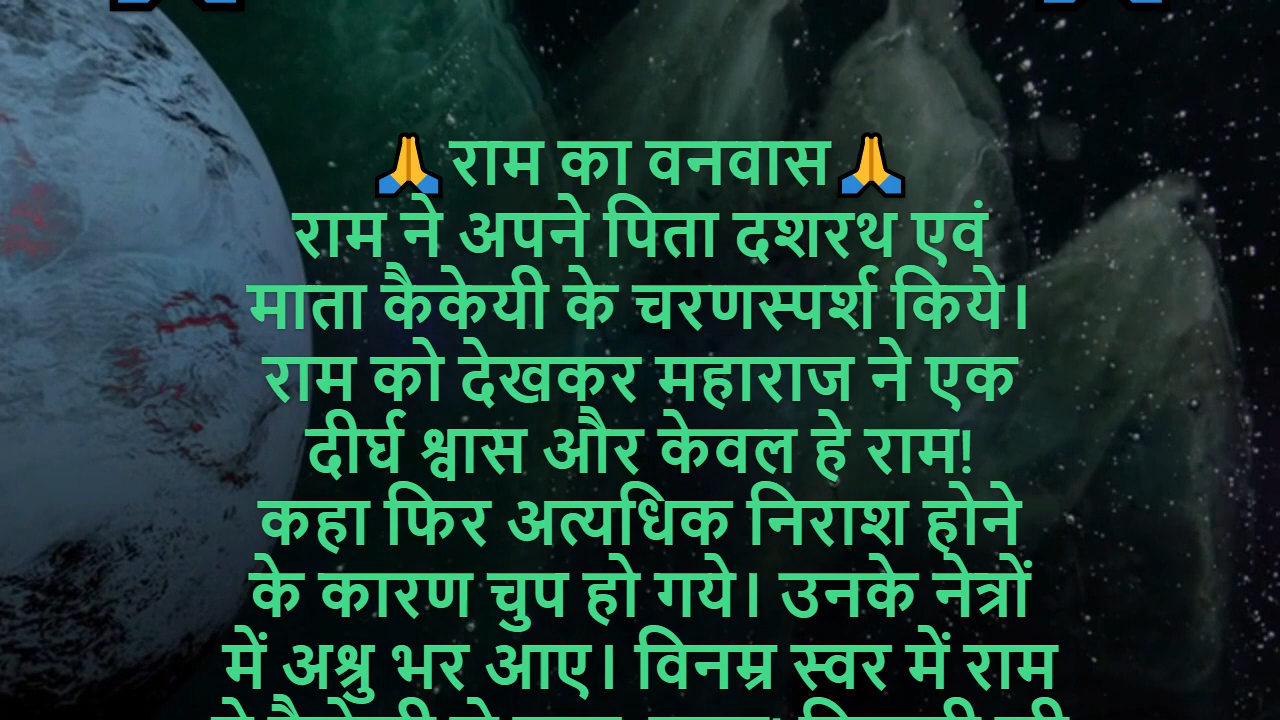 🙏राम का वनवास🙏
राम ने अपने पिता दशरथ एवं
माता कैकेयी के चरणस्पर्श किये।
राम को देखकर महाराज ने एक
दीर्घ श्वास और केवल हे राम!
कहा फिर अत्यधिक निराश होने
के कारण चुप हो गये। उनके नेत्रों
में अश्रु भर आए। विनम्र स्वर में राम